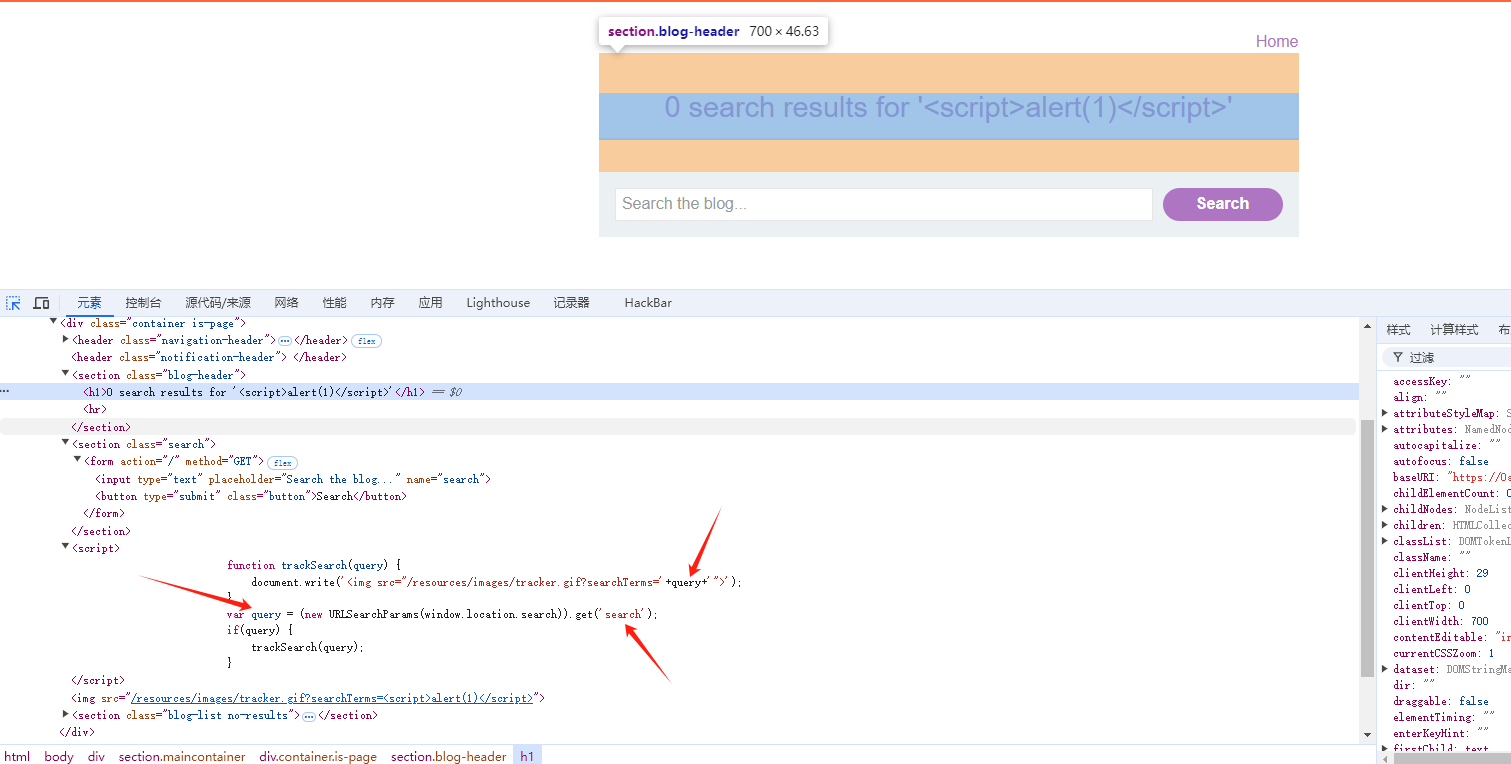 section.blog-header 700 × 46.63
Home
0 search results for '<script>alert(1)</script>'
Search the blog...
Search
元素 控制台 源代码/来源 网络 性能 内存 应用 Lighthouse 记录器 HackBar
<div class="container is-page">
<header class="navigation-header"> </header> flex
<header class="notification-header"> </header>
<section class="blog-header">
<h1>0 search results for '<script>alert(1)</script>'</h1> == $0
<hr>
</section>
<section class="search">
<form action="/" method="GET"> flex
<input type="text" placeholder="Search the blog..." name="search">
<button type="submit" class="button">Search</button>
</form>
</section>
<script>
function trackSearch(query) {
document.write('<img src="/resources/images/tracker.gif?searchTerms='+query+'">');
}
var query = (new URLSearchParams(window.location.search)).get('search');
if(query) {
trackSearch(query);
}
</script>
<img src="/resources/images/tracker.gif?searchTerms=<script>alert(1)</script>">
<section class="blog-list no-results"> </section>
</div>
html body div section.maincontainer div.container.is-page section.blog-header h1
样式 计算样式 布
过滤
accessKey: ""
align: ""
attributeStyleMap:
attributes: NamedNod
autocapitalize: ""
autofocus: false
baseURI: "https://0a
childElementCount: 0
childNodes: NodeList
children: HTMLCollec
classList: DOMTokenL
className: ""
clientHeight: 29
clientLeft: 0
clientTop: 0
clientWidth: 700
contentEditable: "in
currentCSSZoom: 1
dataset: DOMStringMa
dir: ""
draggable: false
elementTiming: ""
enterKeyHint: ""
firstChild: text